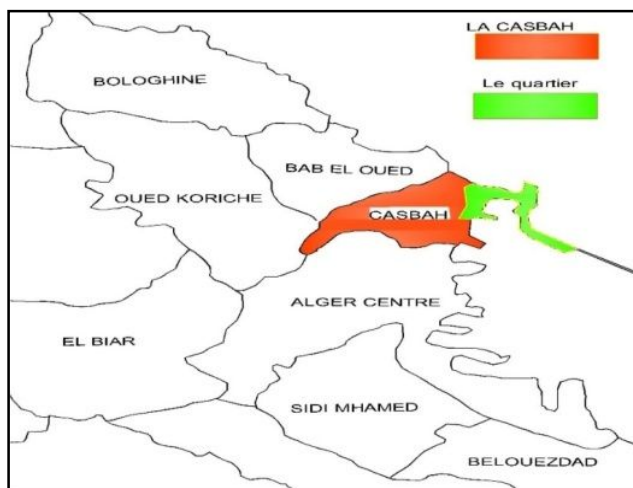 LA CASBAH
BOLOGHINE
Le quartier
BAB EL OUED
OUED KORICHE
CASBAH
ALGER CENTRE
EL BIAR
SIDI MHAMED
BELOUEZDAD